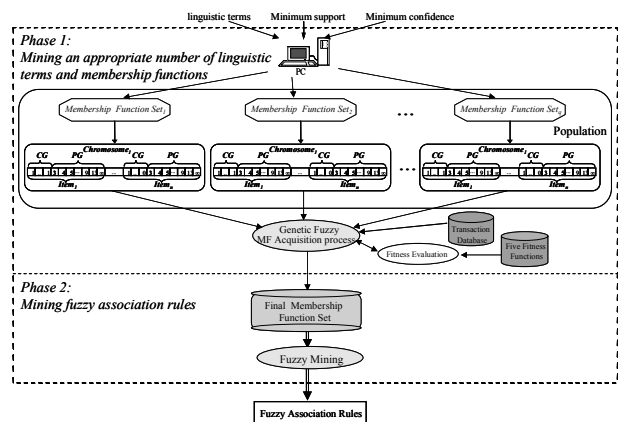 linguistic terms Minimum support Minimum confidence
Phase 1:
Mining an appropriate number of linguistic
terms and membership functions
PC
Membership Function Set1 Membership Function Set2 ... Membership Function Setq
Population
Chromosome1 Chromosome1 Chromosome1
CG PG CG PG CG PG CG PG CG PG CG PG
Item1 Itemn Item1 Itemn Item1 Itemn
Genetic Fuzzy
MF Acquisition process
Transaction
Database
Fitness Evaluation
Five Fitness
Functions
Phase 2:
Mining fuzzy association rules
Final Membership
Function Set
Fuzzy Mining
Fuzzy Association Rules